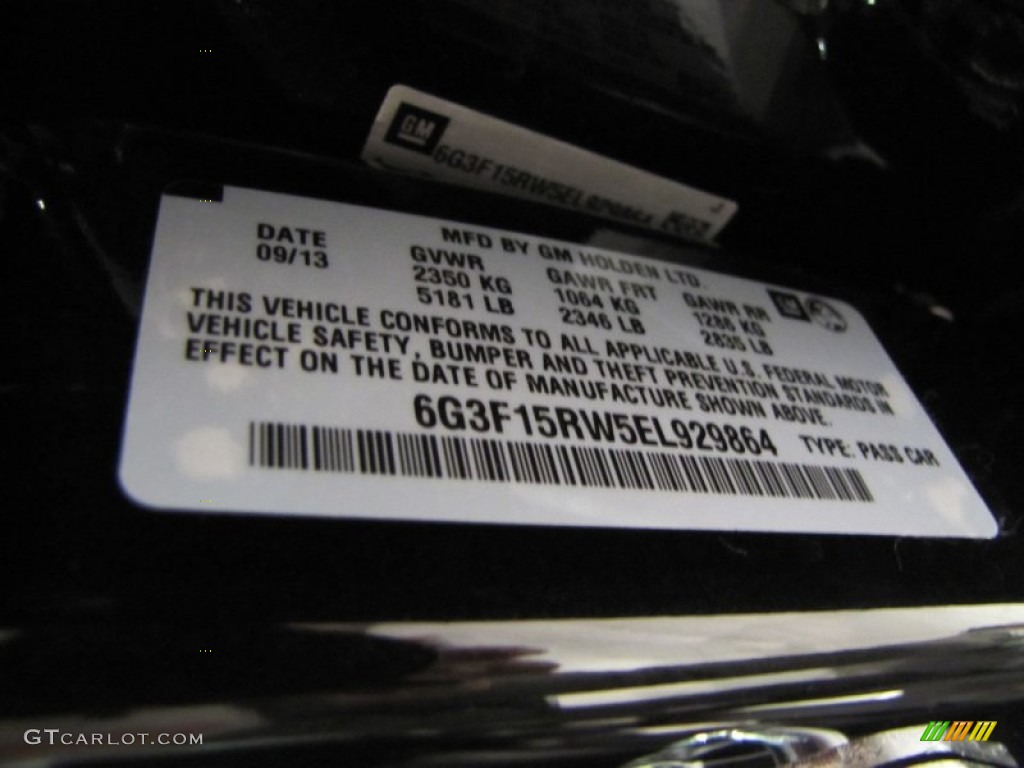 GM
6G3F15RW5EL929864
MFD BY GM HOLDEN LTD.
DATE
09/13
GVWR
2350 KG
5181 LB
GAWR FRT
1064 KG
2346 LB
GAWR RR
1286 KG
2835 LB
GM
THIS VEHICLE CONFORMS TO ALL APPLICABLE U.S. FEDERAL MOTOR
VEHICLE SAFETY, BUMPER AND THEFT PREVENTION STANDARDS IN
EFFECT ON THE DATE OF MANUFACTURE SHOWN ABOVE.
6G3F15RW5EL929864 TYPE: PASS CAR
GTCARLOT.COM